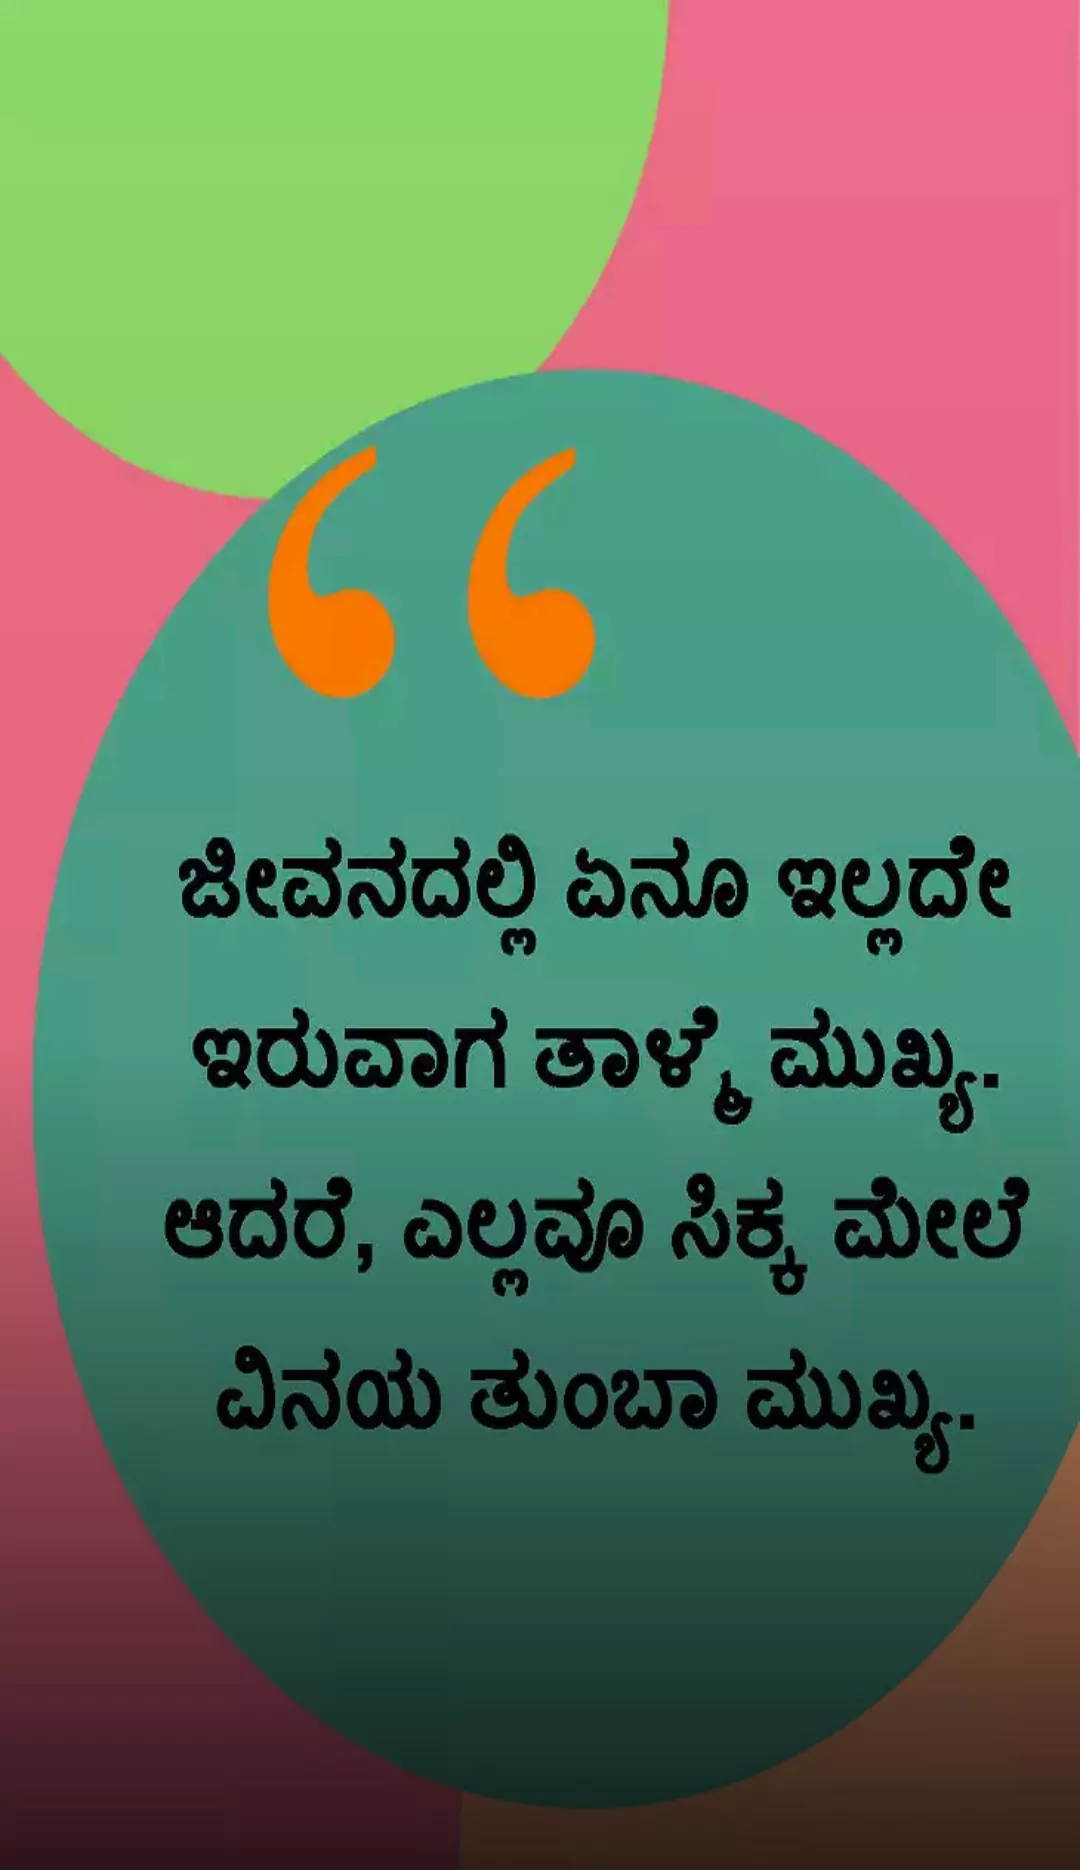 ಜೀವನದಲ್ಲಿ ಏನೂ ಇಲ್ಲದೇ
ಇರುವಾಗ ತಾಳ್ಮೆ ಮುಖ್ಯ.
ಆದರೆ, ಎಲ್ಲವೂ ಸಿಕ್ಕ ಮೇಲೆ
ವಿನಯ ತುಂಬಾ ಮುಖ್ಯ.